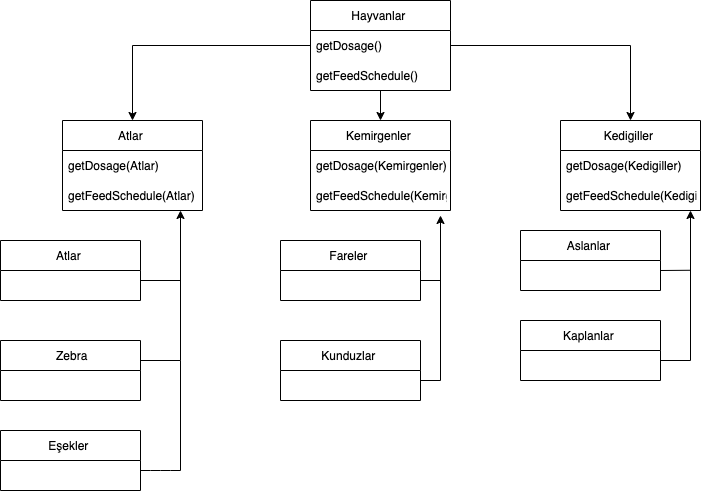 Hayvanlar
getDosage()
getFeedSchedule()
Atlar
getDosage(Atlar)
getFeedSchedule(Atlar)
Kemirgenler
getDosage(Kemirgenler)
getFeedSchedule(Kemir
Kedigiller
getDosage(Kedigiller)
getFeedSchedule(Kedigi
Atlar
Zebra
Eşekler
Fareler
Kunduzlar
Aslanlar
Kaplanlar